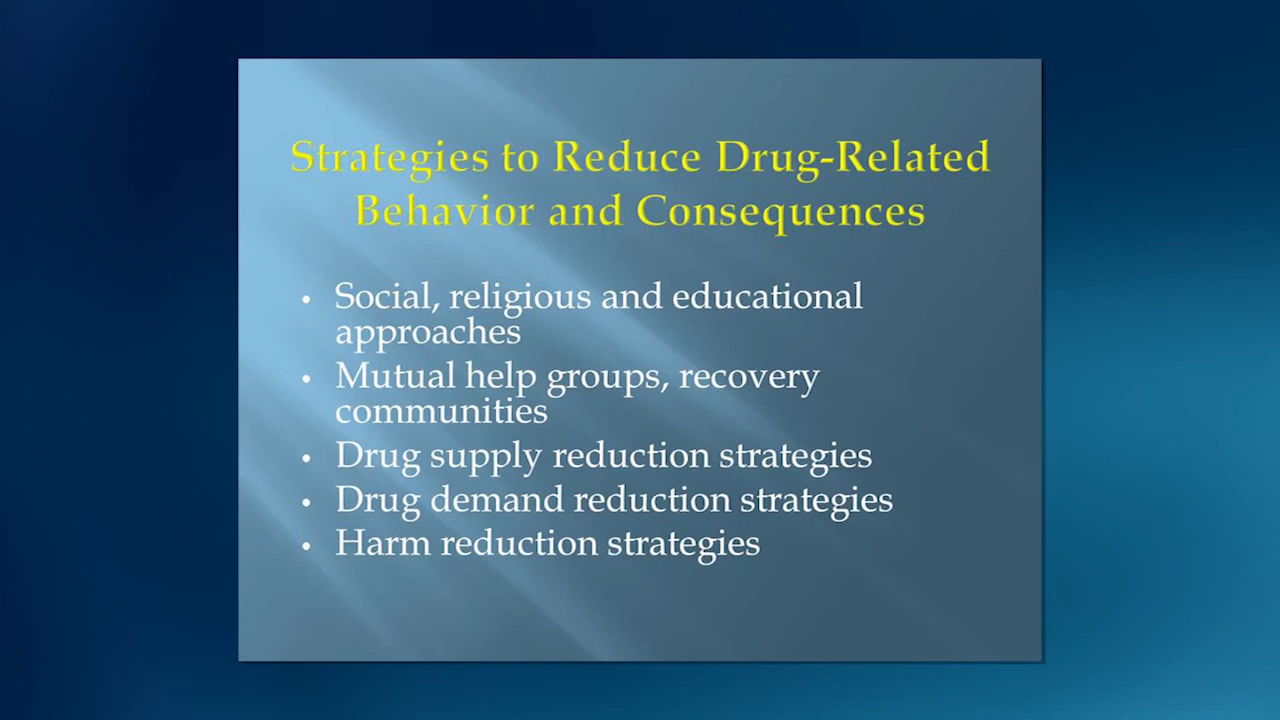 Strategies to Reduce Drug-Related
Behavior and Consequences
• Social, religious and educational
approaches
• Mutual help groups, recovery
communities
• Drug supply reduction strategies
• Drug demand reduction strategies
• Harm reduction strategies